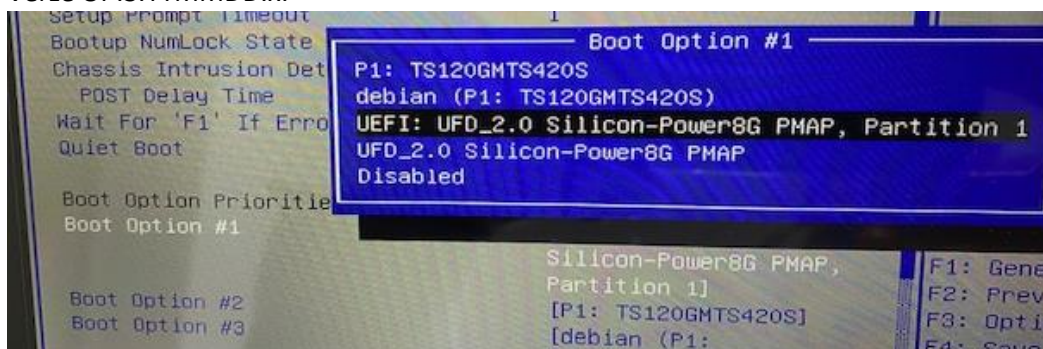 Setup Prompt Timeout 1
Bootup NumLock State
Chassis Intrusion Det
POST Delay Time
Wait For 'F1' If Erro
Quiet Boot
Boot Option #1
P1: TS120GMTS420S
debian (P1: TS120GMTS420S)
UEFI: UFD_2.0 Silicon-Power8G PMAP, Partition 1
UFD_2.0 Silicon-Power8G PMAP
Disabled
Boot Option Prioritie
Boot Option #1
Silicon-Power8G PMAP,
Partition 1]
Boot Option #2 [P1: TS120GMTS420S]
Boot Option #3 [debian (P1:
F1: Gene
F2: Prev
F3: Opti
F4: Save